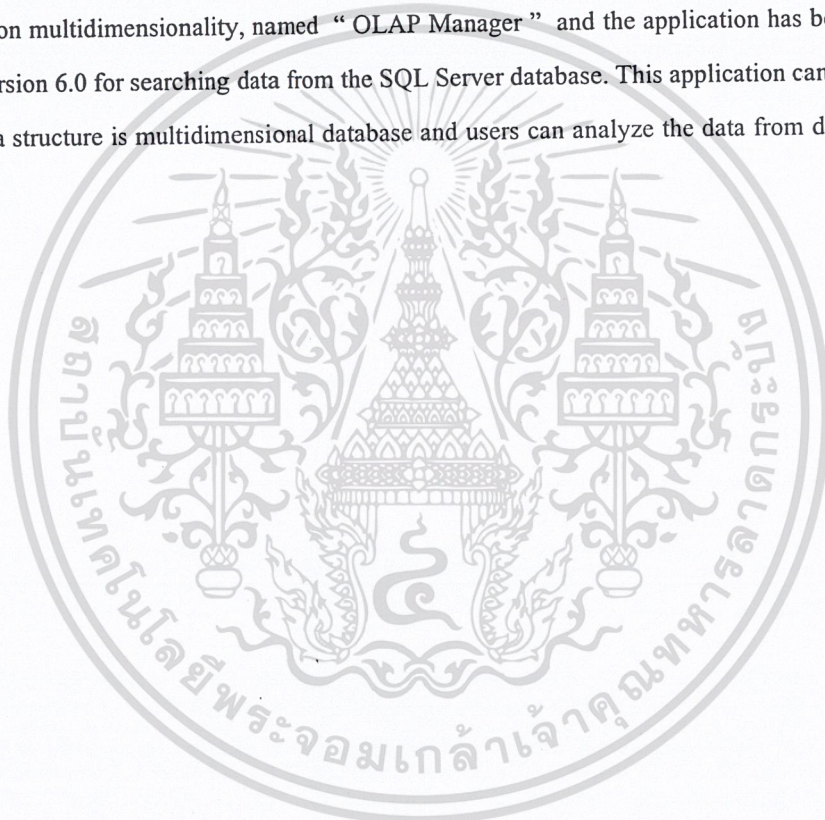 on multidimensionality, named “ OLAP Manager ” and the application has be
rsion 6.0 for searching data from the SQL Server database. This application can
a structure is multidimensional database and users can analyze the data from d
สถาบันเทคโนโลยีพระจอมเกล้าเจ้าคุณทหารลาดกระบัง